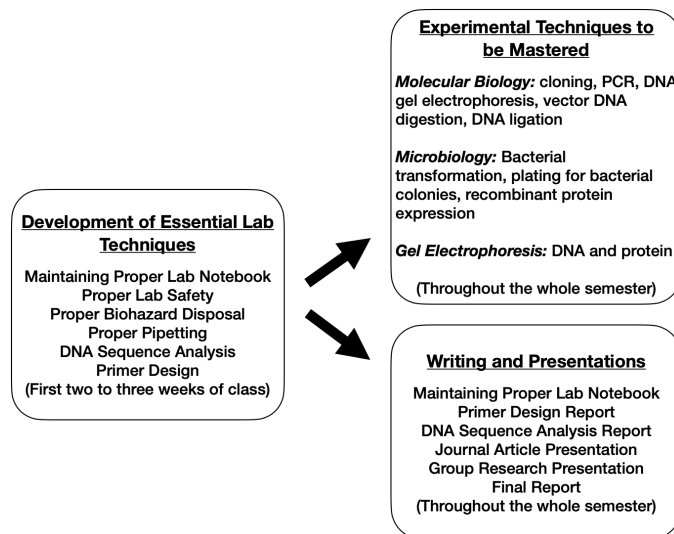 Development of Essential Lab
Techniques
Maintaining Proper Lab Notebook
Proper Lab Safety
Proper Biohazard Disposal
Proper Pipetting
DNA Sequence Analysis
Primer Design
(First two to three weeks of class)
Experimental Techniques to
be Mastered
Molecular Biology: cloning, PCR, DNA
gel electrophoresis, vector DNA
digestion, DNA ligation
Microbiology: Bacterial
transformation, plating for bacterial
colonies, recombinant protein
expression
Gel Electrophoresis: DNA and protein
(Throughout the whole semester)
Writing and Presentations
Maintaining Proper Lab Notebook
Primer Design Report
DNA Sequence Analysis Report
Journal Article Presentation
Group Research Presentation
Final Report
(Throughout the whole semester)